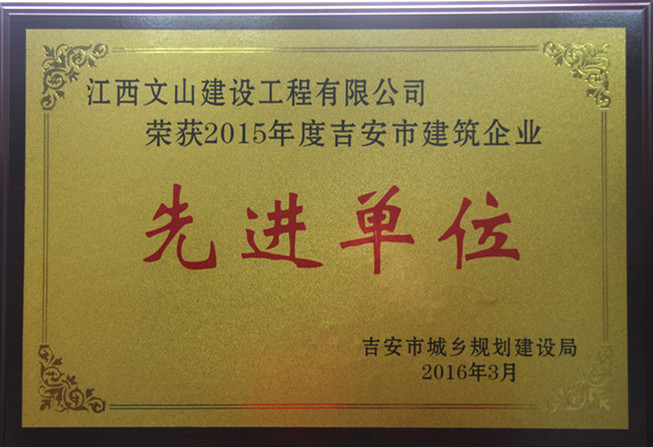 江西文山建设工程有限公司
荣获2015年度吉安市建筑企业
先进单位
吉安市城乡规划建设局
2016年3月